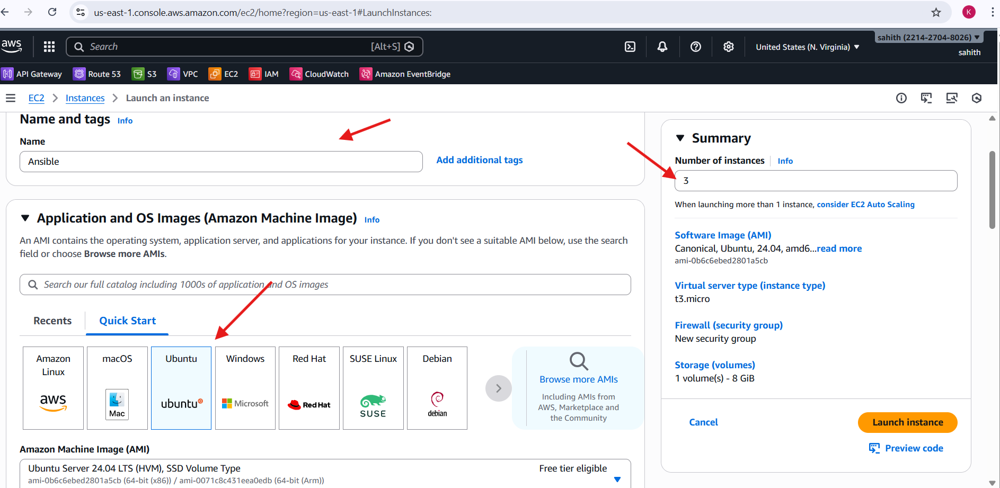 us-east-1.console.aws.amazon.com/ec2/home?region=us-east-1#LaunchInstances:
K
aws
Search
[Alt+S]
United States (N. Virginia)
sahith (2214-2704-8026)
sahith
API Gateway
Route 53
S3
VPC
EC2
IAM
CloudWatch
Amazon EventBridge
EC2
Instances
Launch an instance
Name and tags Info
Name
Ansible
Add additional tags
Application and OS Images (Amazon Machine Image) Info
An AMI contains the operating system, application server, and applications for your instance. If you don't see a suitable AMI below, use the search
field or choose Browse more AMIs.
Search our full catalog including 1000s of application and OS images
Recents
Quick Start
Amazon
Linux
aws
macOS
Mac
Ubuntu
ubuntu
Windows
Microsoft
Red Hat
Red Hat
SUSE Linux
SUSE
Debian
debian
Browse more AMIs
Including AMIs from
AWS, Marketplace and
the Community
Amazon Machine Image (AMI)
Ubuntu Server 24.04 LTS (HVM), SSD Volume Type
Free tier eligible
ami-0b6c6ebed2801a5cb (64-bit (x86)) / ami-0071c8c431eea0edb (64-bit (Arm))
Summary
Number of instances Info
3
When launching more than 1 instance, consider EC2 Auto Scaling
Software Image (AMI)
Canonical, Ubuntu, 24.04, amd6...read more
ami-0b6c6ebed2801a5cb
Virtual server type (instance type)
t3.micro
Firewall (security group)
New security group
Storage (volumes)
1 volume(s) - 8 GiB
Cancel
Launch instance
Preview code